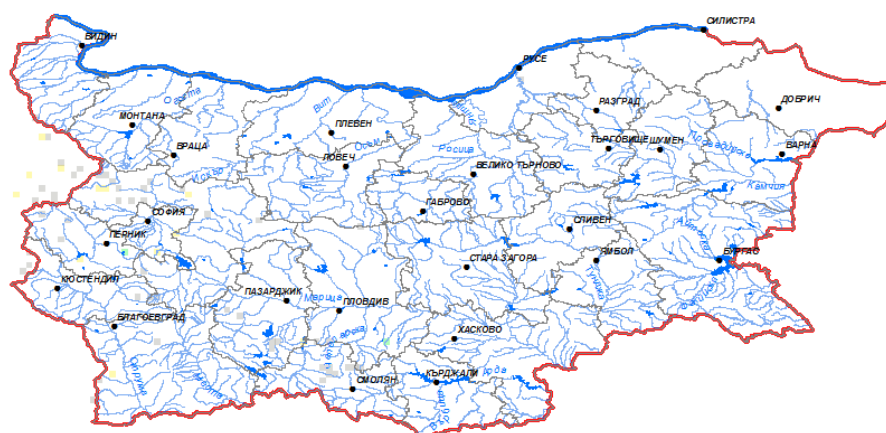 СИЛИСТРА
ВИДИН
РУСЕ
ДОБРИЧ
РАЗГРАД
Огоста
Вит
МОНТАНА
ПЛЕВЕН
ТЪРГОВИЩЕ
ШУМЕН
ВРАЦА
Осъм
Росица
ВАРНА
ЛОВЕЧ
Искър
ВЕЛИКО ТЪРНОВО
Камчия
ГАБРОВО
СОФИЯ
СЛИВЕН
ПЕРНИК
СТАРА ЗАГОРА
ЯМБОЛ
БУРГАС
КЮСТЕНДИЛ
ПАЗАРДЖИК
Марица
ПЛОВДИВ
БЛАГОЕВГРАД
ХАСКОВО
Струма
Места
СМОЛЯН
КЪРДЖАЛИ